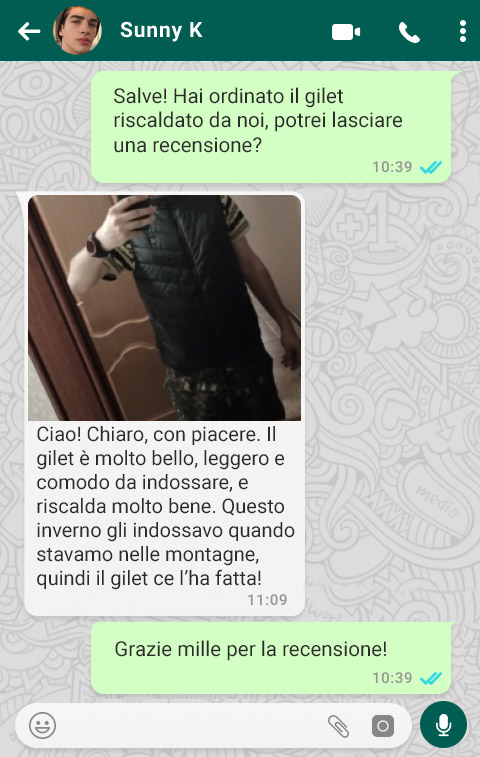 Sunny K
Salve! Hai ordinato il gilet
riscaldato da noi, potrei lasciare
una recensione?
10:39
Ciao! Chiaro, con piacere. Il
gilet è molto bello, leggero e
comodo da indossare, e
riscalda molto bene. Questo
inverno gli indossavo quando
stavamo nelle montagne,
quindi il gilet ce l’ha fatta!
11:09
Grazie mille per la recensione!
10:39